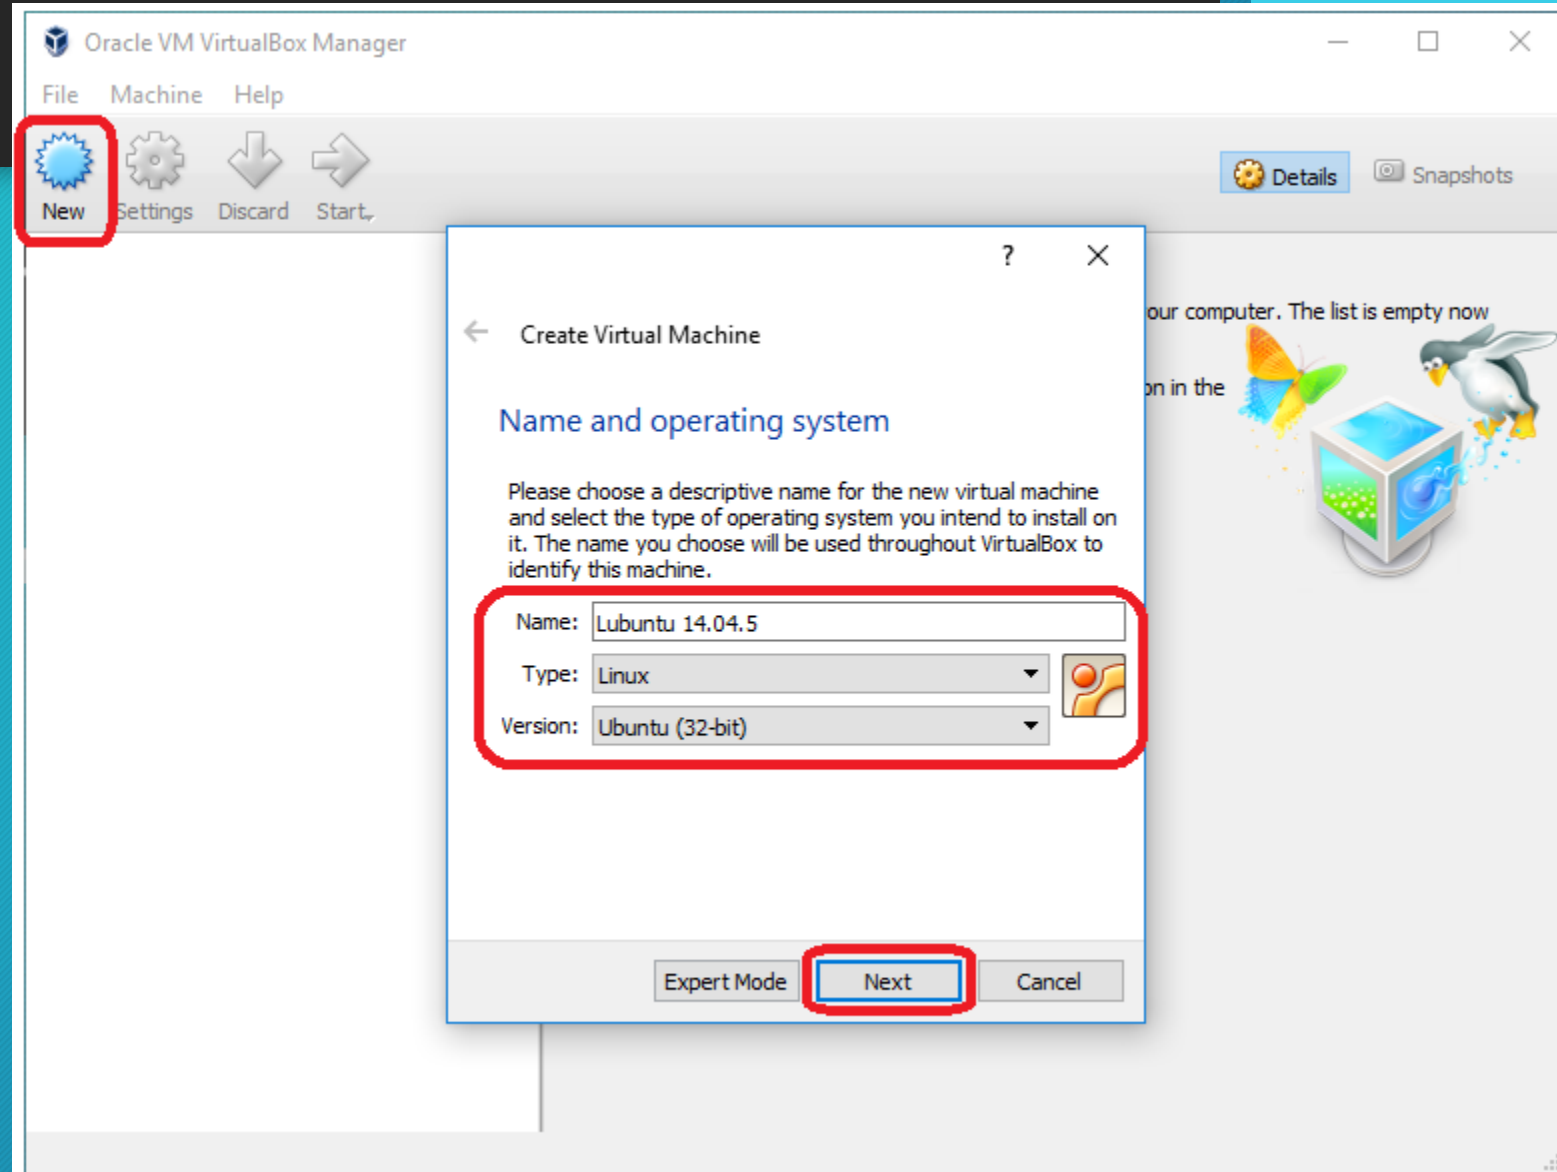 Oracle VM VirtualBox Manager
File Machine Help
New Settings Discard Start
Details Snapshots
?
our computer. The list is empty now
Create Virtual Machine
on in the
Name and operating system
Please choose a descriptive name for the new virtual machine
and select the type of operating system you intend to install on
it. The name you choose will be used throughout VirtualBox to
identify this machine.
Name: Lubuntu 14.04.5
Type: Linux
Version: Ubuntu (32-bit)
Expert Mode Next Cancel